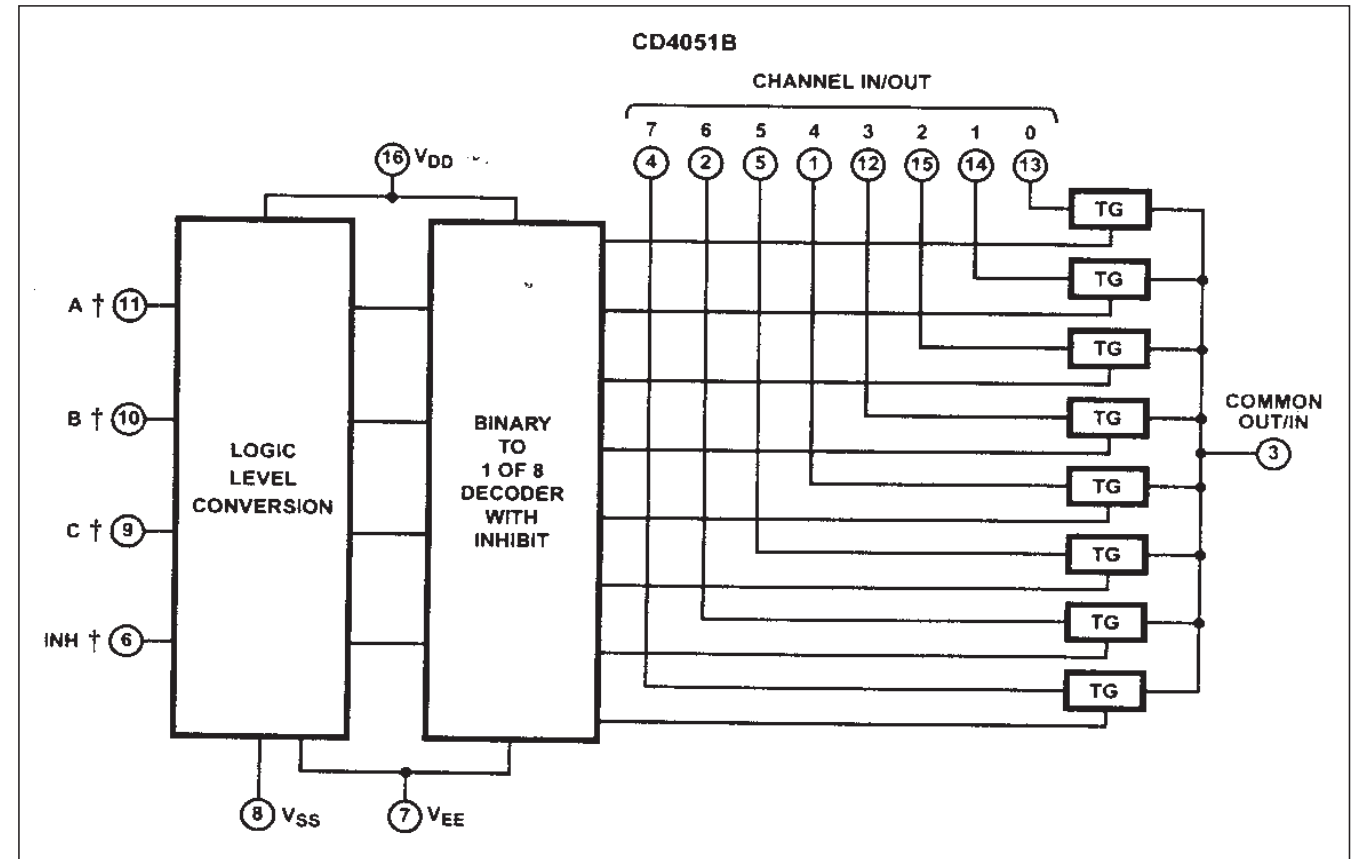 CD4051B
CHANNEL IN/OUT
7 6 5 4 3 2 1 0
4 2 5 1 12 15 14 13
16 VDD
TG
TG
TG
TG
TG
TG
TG
TG
A † 11
B † 10
C † 9
INH † 6
LOGIC
LEVEL
CONVERSION
BINARY
TO
1 OF 8
DECODER
WITH
INHIBIT
COMMON
OUT/IN
3
8 VSS
7 VEE